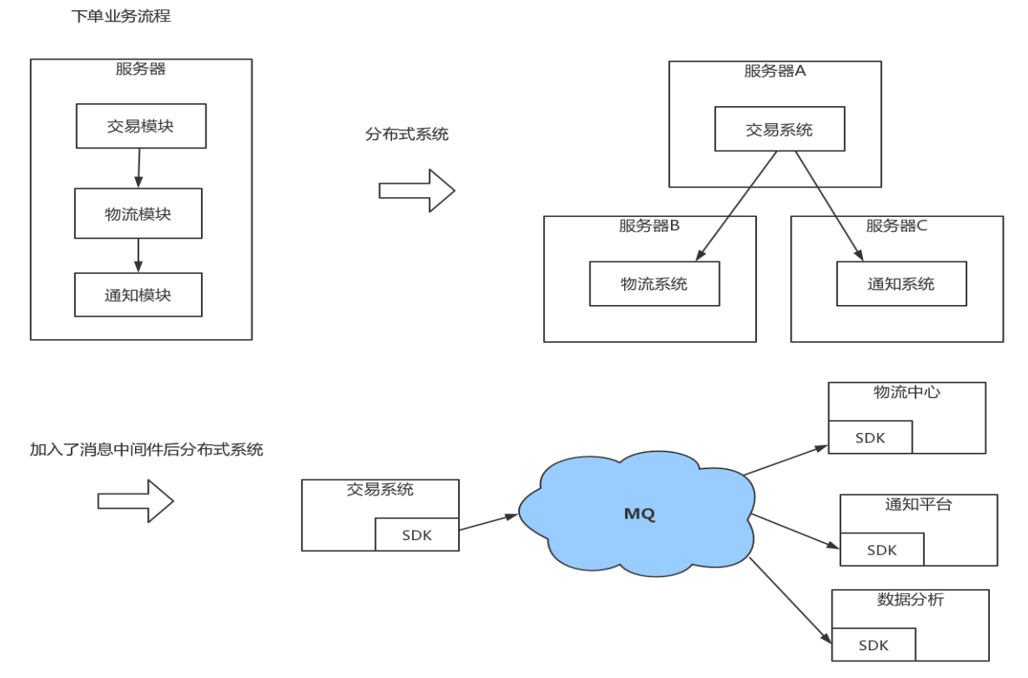 下单业务流程
服务器
交易模块
物流模块
通知模块
分布式系统
服务器A
交易系统
服务器B
物流系统
服务器C
通知系统
加入了消息中间件后分布式系统
交易系统
SDK
MQ
物流中心
SDK
通知平台
SDK
数据分析
SDK